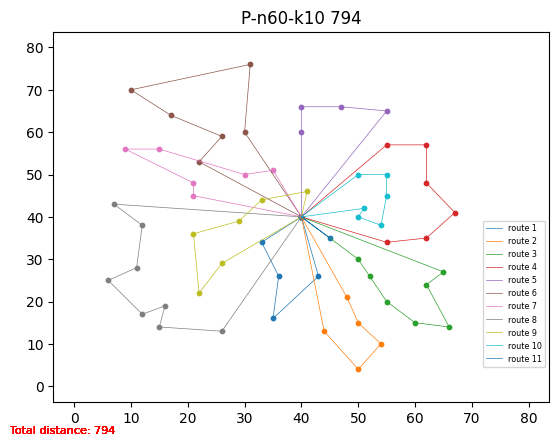 P-n60-k10 794
80
70
60
50
40
30
20
10
0
0 10 20 30 40 50 60 70 80
route 1
route 2
route 3
route 4
route 5
route 6
route 7
route 8
route 9
route 10
route 11
Total distance: 794